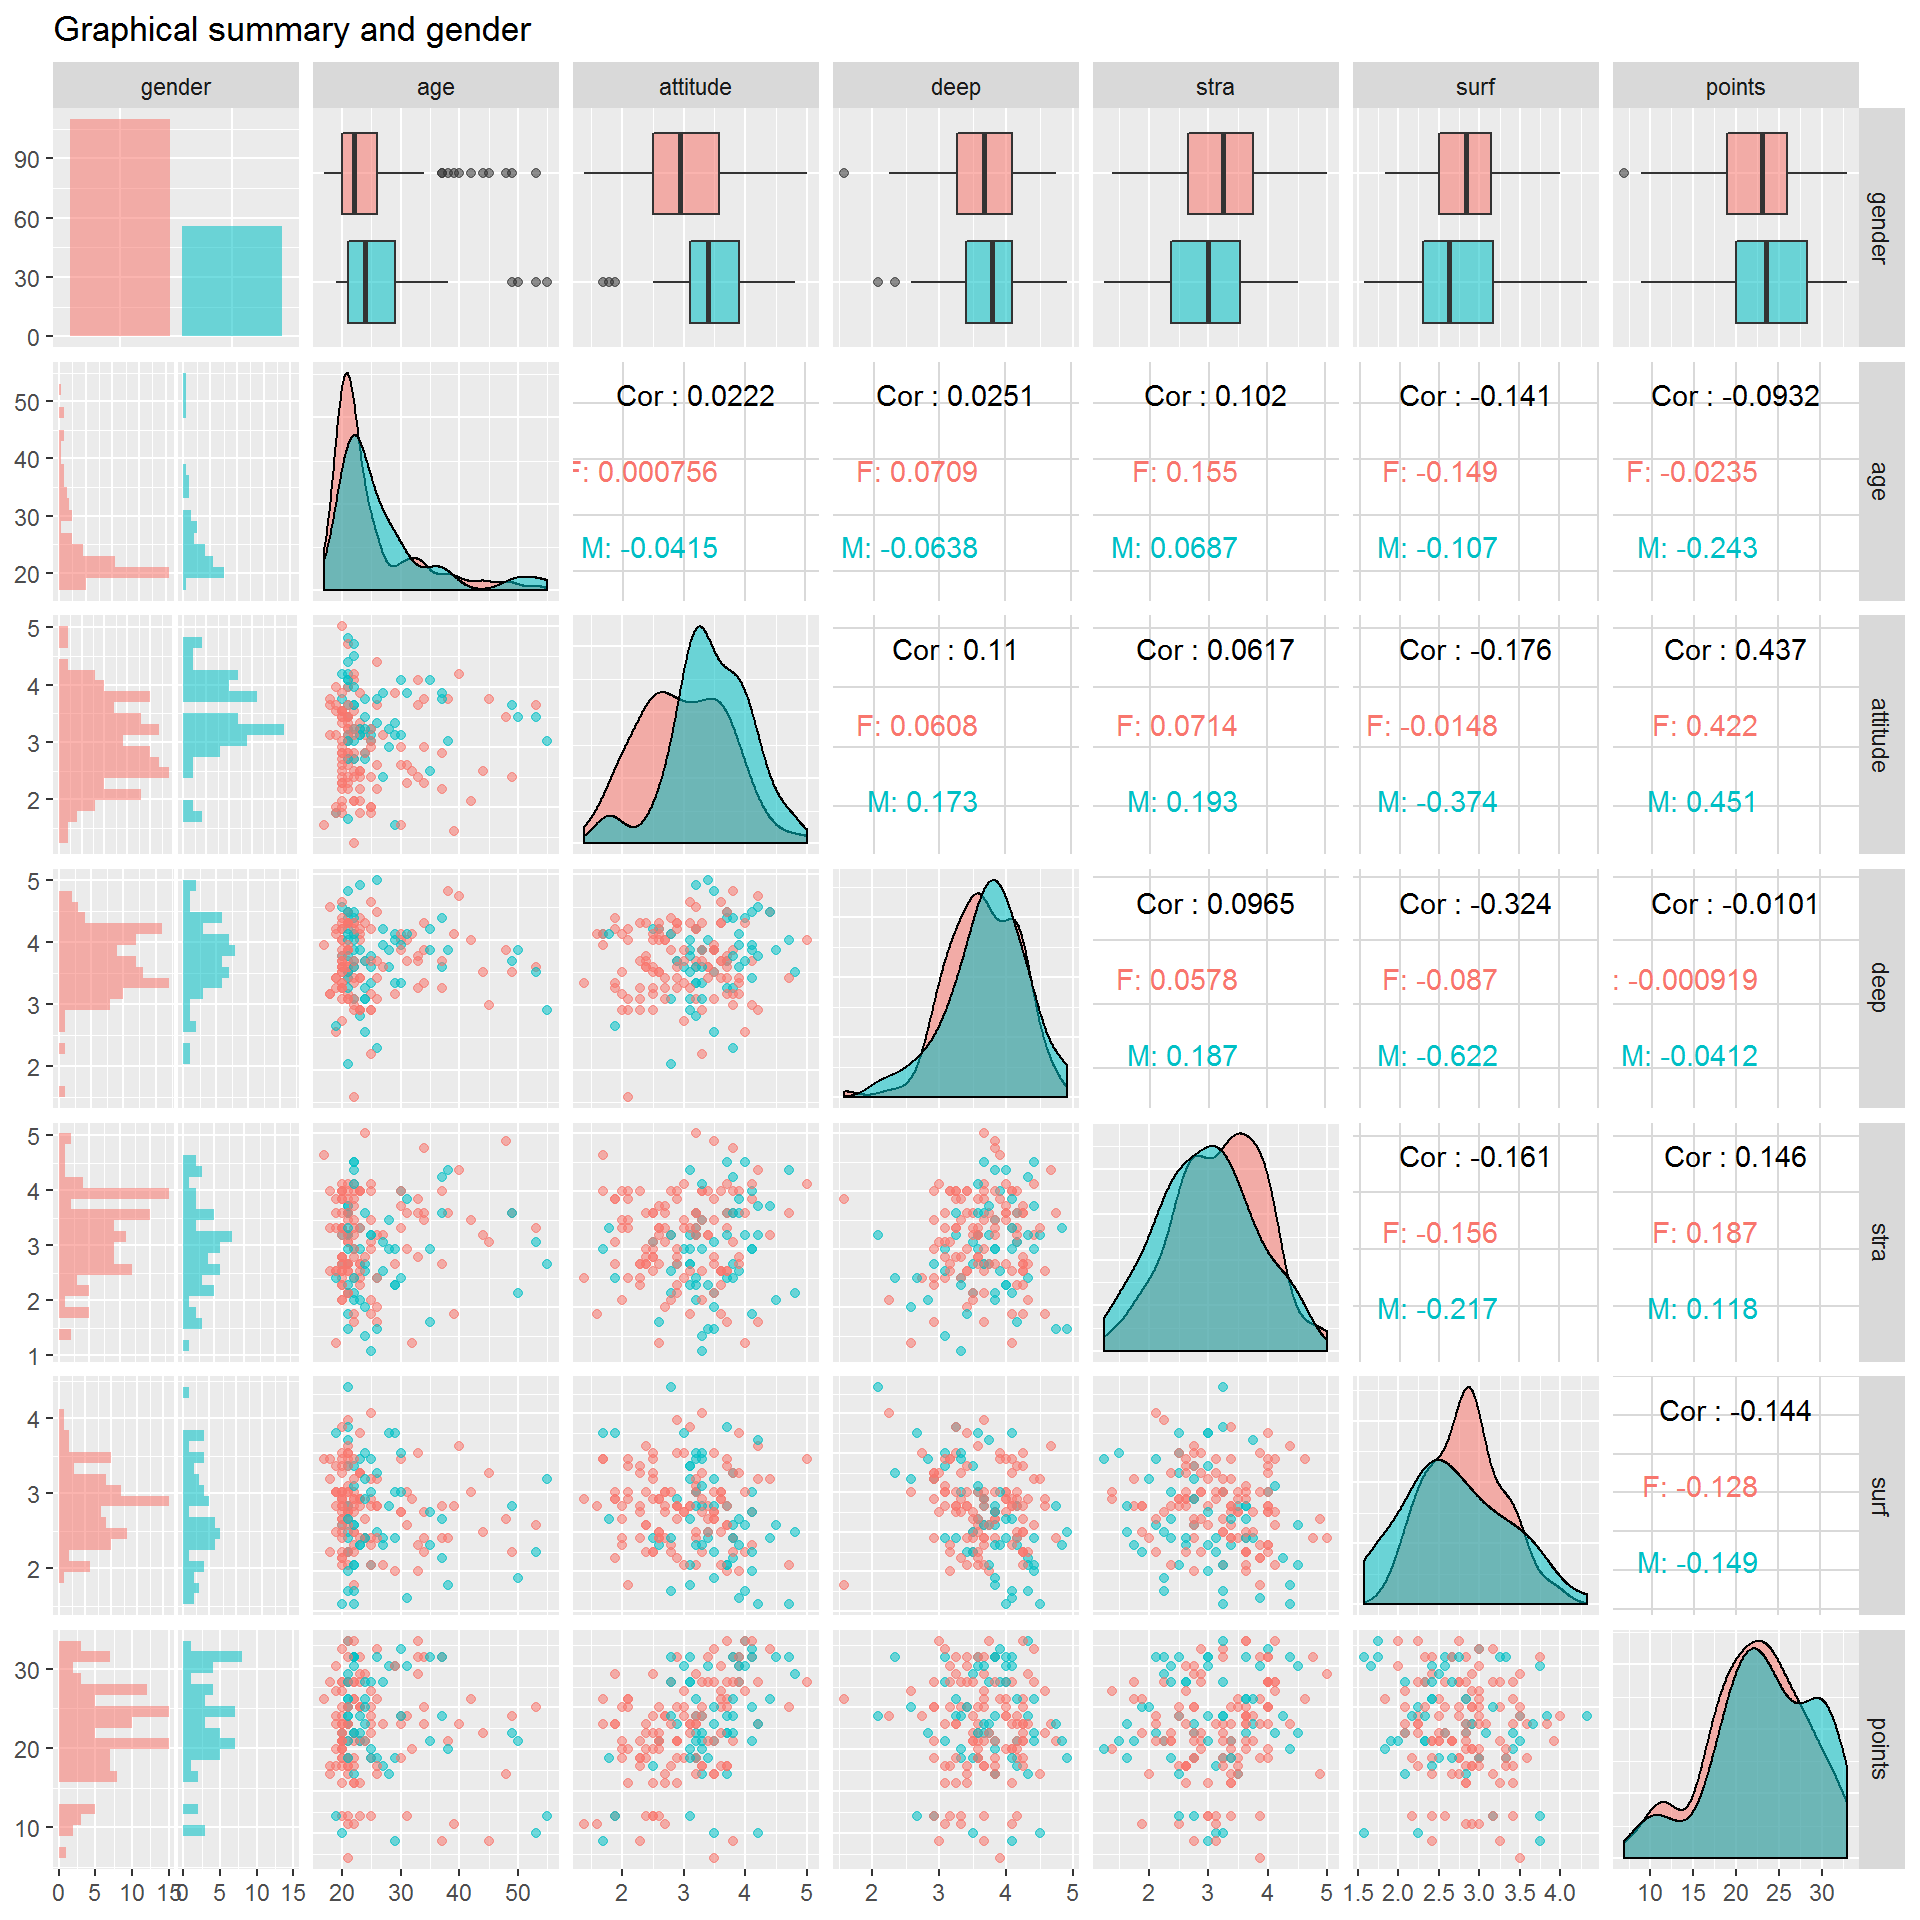 Graphical summary and gender
gender age attitude deep stra surf points
90
60
30
0
gender
50
40
30
20
Cor : 0.0222 Cor : 0.0251 Cor : 0.102 Cor : -0.141 Cor : -0.0932
F: 0.000756 F: 0.0709 F: 0.155 F: -0.149 F: -0.0235
M: -0.0415 M: -0.0638 M: 0.0687 M: -0.107 M: -0.243
age
5
4
3
2
Cor : 0.11 Cor : 0.0617 Cor : -0.176 Cor : 0.437
F: 0.0608 F: 0.0714 F: -0.0148 F: 0.422
M: 0.173 M: 0.193 M: -0.374 M: 0.451
attitude
5
4
3
2
Cor : 0.0965 Cor : -0.324 Cor : -0.0101
F: 0.0578 F: -0.087 : -0.000919
M: 0.187 M: -0.622 M: -0.0412
deep
5
4
3
2
1
Cor : -0.161 Cor : 0.146
F: -0.156 F: 0.187
M: -0.217 M: 0.118
stra
4
3
2
Cor : -0.144
F: -0.128
M: -0.149
surf
30
20
10
points
0 5 10 15 0 5 10 15 20 30 40 50 2 3 4 5 2 3 4 5 2 3 4 5 1.5 2.0 2.5 3.0 3.5 4.0 10 15 20 25 30